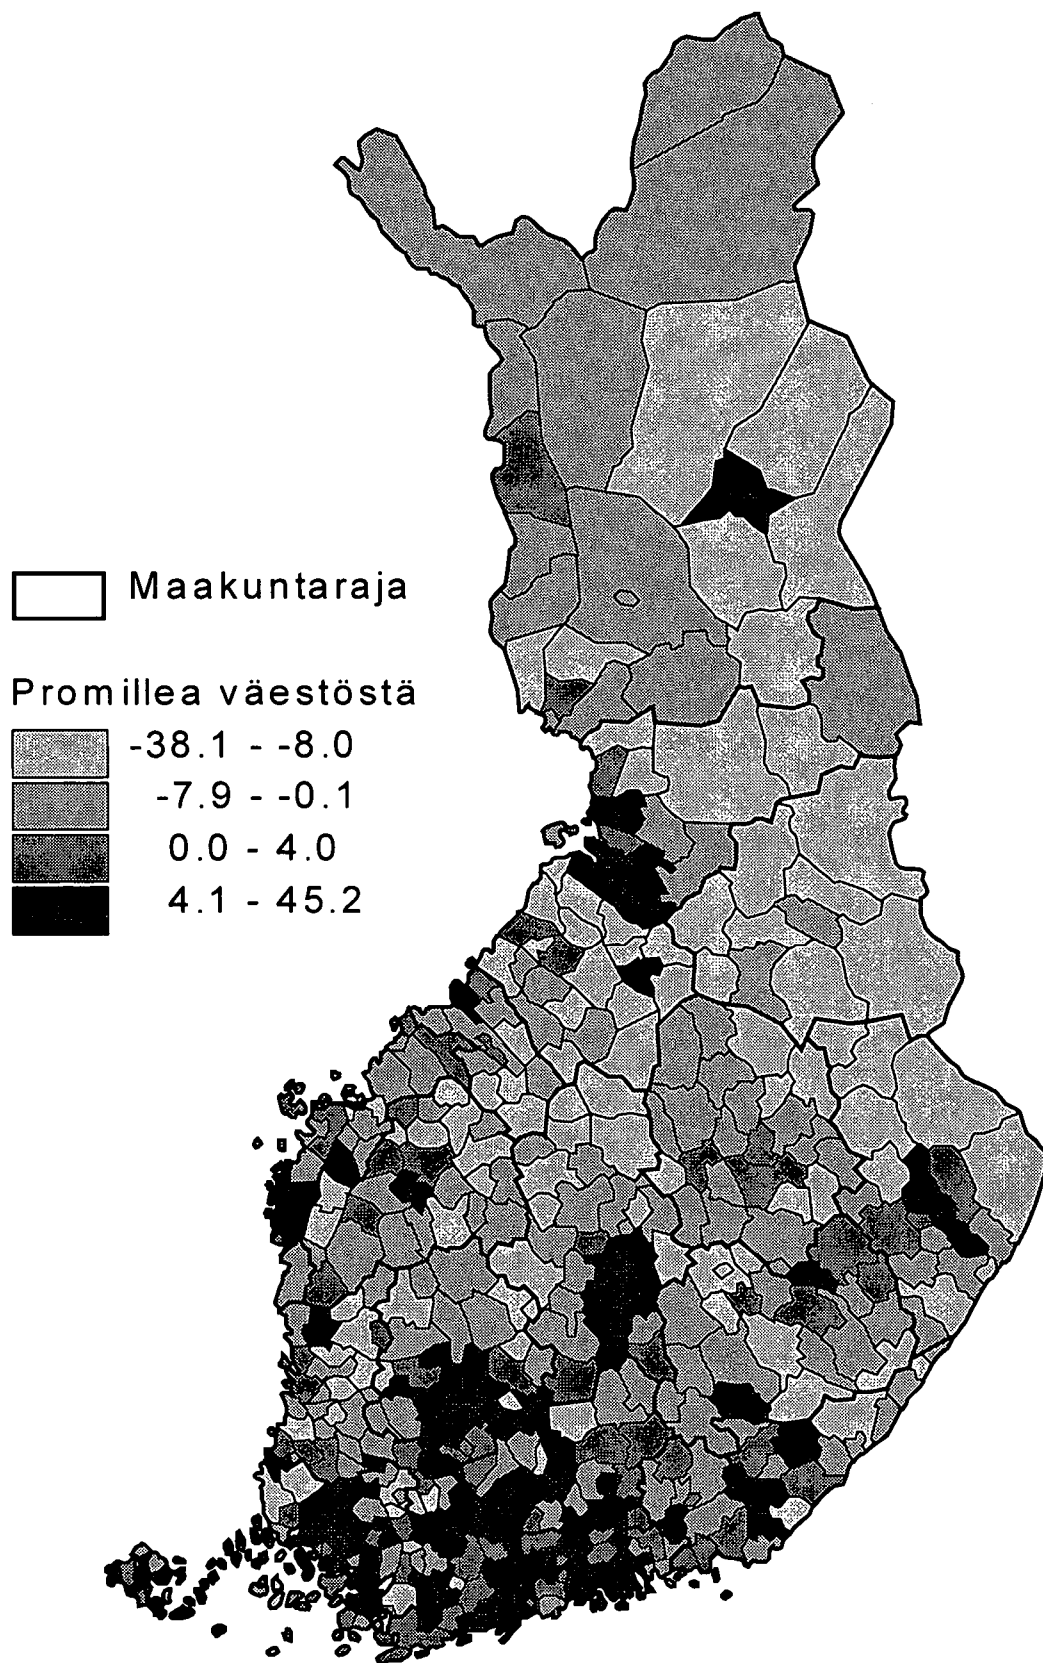 Maakuntaraja
Promillea väestöstä
-38.1 - -8.0
-7.9 - -0.1
0.0 - 4.0
4.1 - 45.2